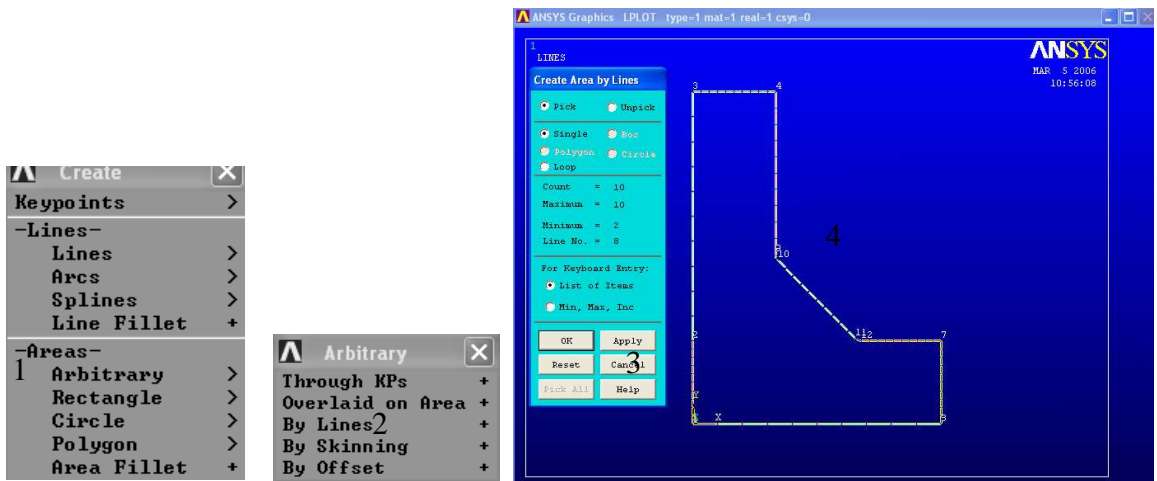 Create
Keypoints >
-Lines-
Lines >
Arcs >
Splines >
Line Fillet +
-Areas-
1
Arbitrary >
Rectangle >
Circle >
Polygon >
Area Fillet +
Arbitrary
Through KPs +
Overlaid on Area +
By Lines 2 +
By Skinning +
By Offset +
ANSYS Graphics LPLOT type=1 mat=1 real=1 csys=0
1
LINES
ANSYS
MAR 5 2006
10:56:08
Create Area by Lines
Pick Unpick
Single Box
Polygon Circle
Loop
Count = 10
Maximum = 10
Minimum = 2
Line No. = 8
For Keyboard Entry:
List of Items
Min, Max, Inc
OK Apply
3
Reset Cancel
Pick All Help
3 4
4
10
2 11 12 7
Y
X